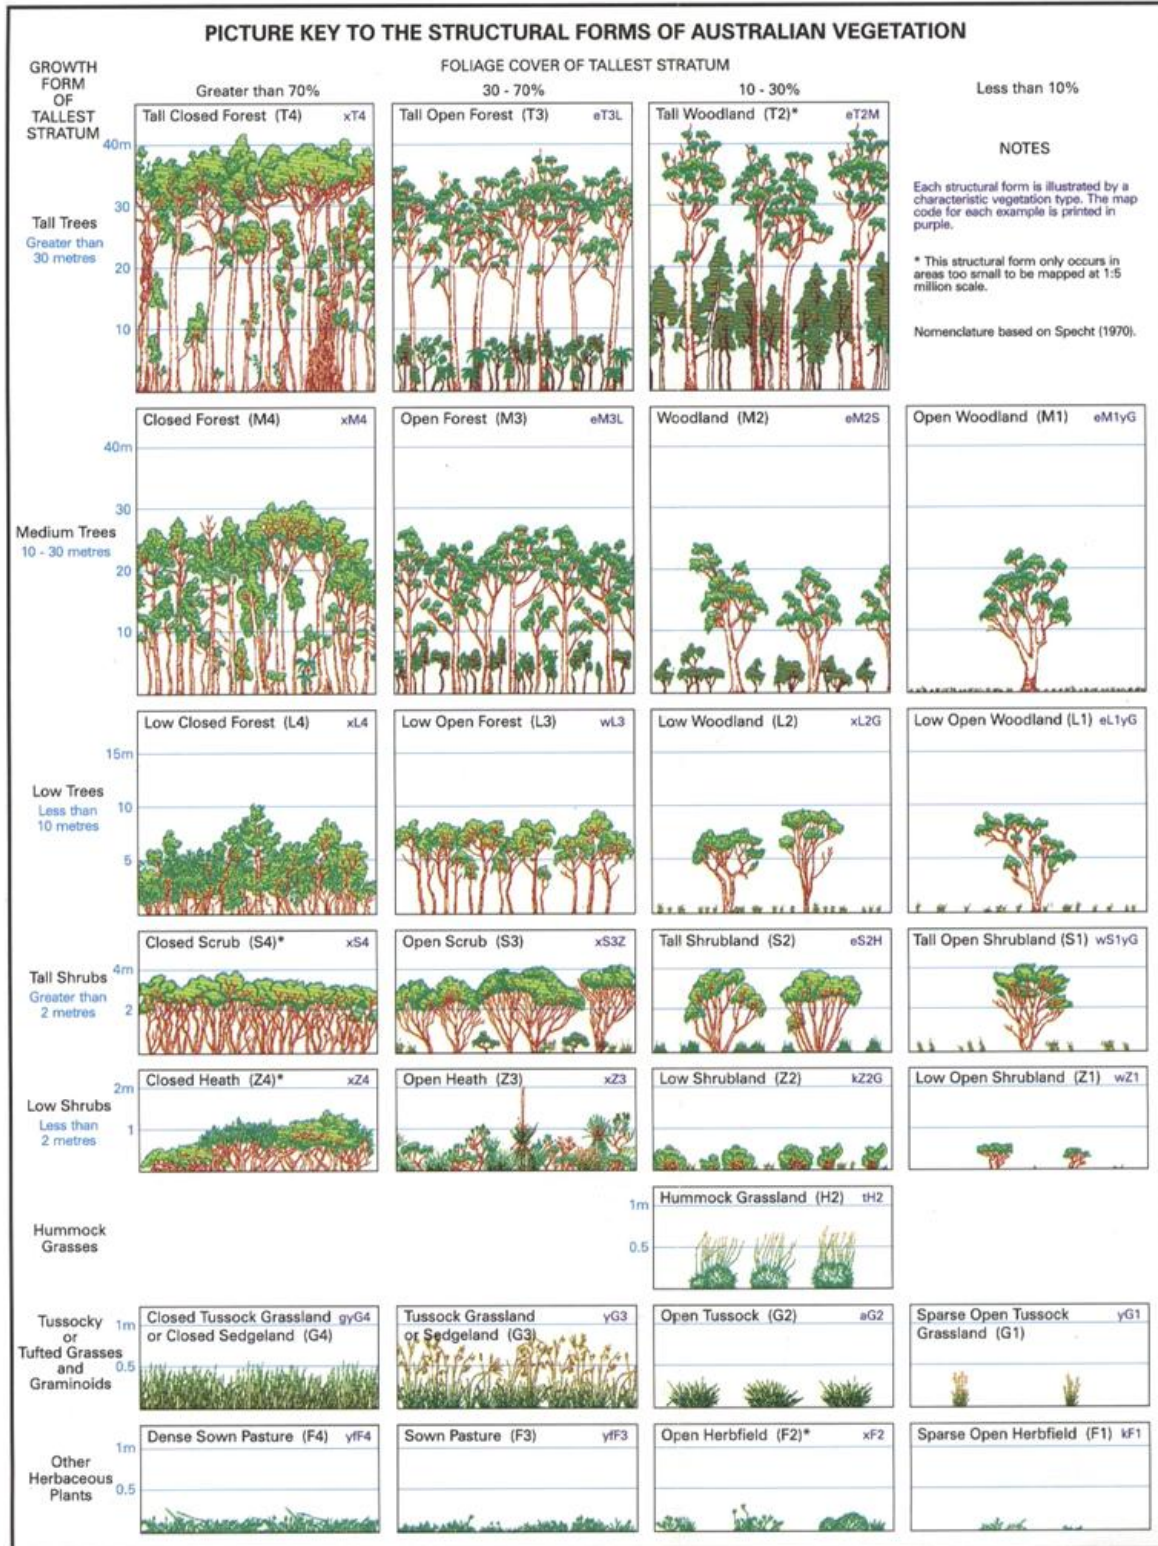 PICTURE KEY TO THE STRUCTURAL FORMS OF AUSTRALIAN VEGETATION
GROWTH
FORM
OF
TALLEST
STRATUM
FOLIAGE COVER OF TALLEST STRATUM
Greater than 70%
30 - 70%
10 - 30%
Less than 10%
Tall Trees
Greater than
30 metres
40m
30
20
10
Tall Closed Forest (T4) xT4
Tall Open Forest (T3) eT3L
Tall Woodland (T2)* eT2M
NOTES
Each structural form is illustrated by a
characteristic vegetation type. The map
code for each example is printed in
purple.
* This structural form only occurs in
areas too small to be mapped at 1:5
million scale.
Nomenclature based on Specht (1970).
Medium Trees
10 - 30 metres
40m
30
20
10
Closed Forest (M4) xM4
Open Forest (M3) eM3L
Woodland (M2) eM2S
Open Woodland (M1) eM1yG
Low Trees
Less than
10 metres
15m
10
5
Low Closed Forest (L4) xL4
Low Open Forest (L3) wL3
Low Woodland (L2) xL2G
Low Open Woodland (L1) eL1yG
Tall Shrubs
Greater than
2 metres
4m
2
Closed Scrub (S4)* xS4
Open Scrub (S3) xS3Z
Tall Shrubland (S2) eS2H
Tall Open Shrubland (S1) wS1yG
Low Shrubs
Less than
2 metres
2m
1
Closed Heath (Z4)* xZ4
Open Heath (Z3) xZ3
Low Shrubland (Z2) kZ2G
Low Open Shrubland (Z1) wZ1
Hummock
Grasses
1m
0.5
Hummock Grassland (H2) tH2
Tussocky
or
Tufted Grasses
and
Graminoids
1m
0.5
Closed Tussock Grassland gyG4
or Closed Sedgeland (G4)
Tussock Grassland yG3
or Sedgeland (G3)
Open Tussock (G2) aG2
Sparse Open Tussock yG1
Grassland (G1)
Other
Herbaceous
Plants
1m
0.5
Dense Sown Pasture (F4) yfF4
Sown Pasture (F3) yfF3
Open Herbfield (F2)* xF2
Sparse Open Herbfield (F1) kF1